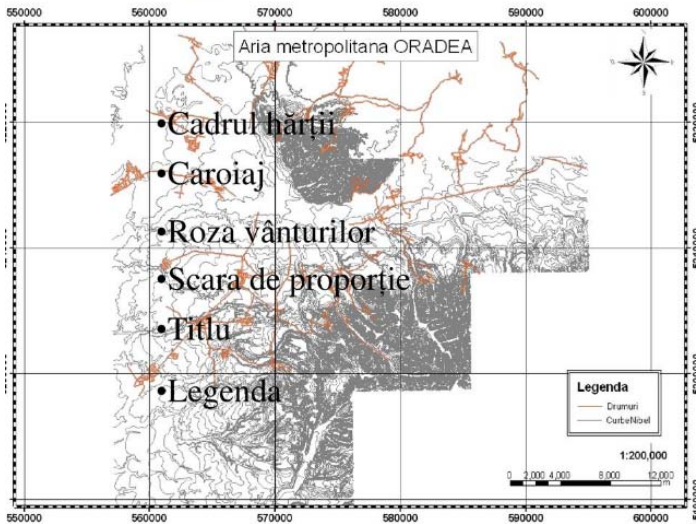 550000 560000 570000 580000 590000 600000
Aria metropolitana ORADEA
•Cadrul hărții
•Caroiaj
•Roza vânturilor
•Scara de proporție
•Titlu
•Legenda
Legenda
Drumuri
CurbeNibel
1:200,000
0 2,000 4,000 8,000 12,000
550000 560000 570000 580000 590000 600000